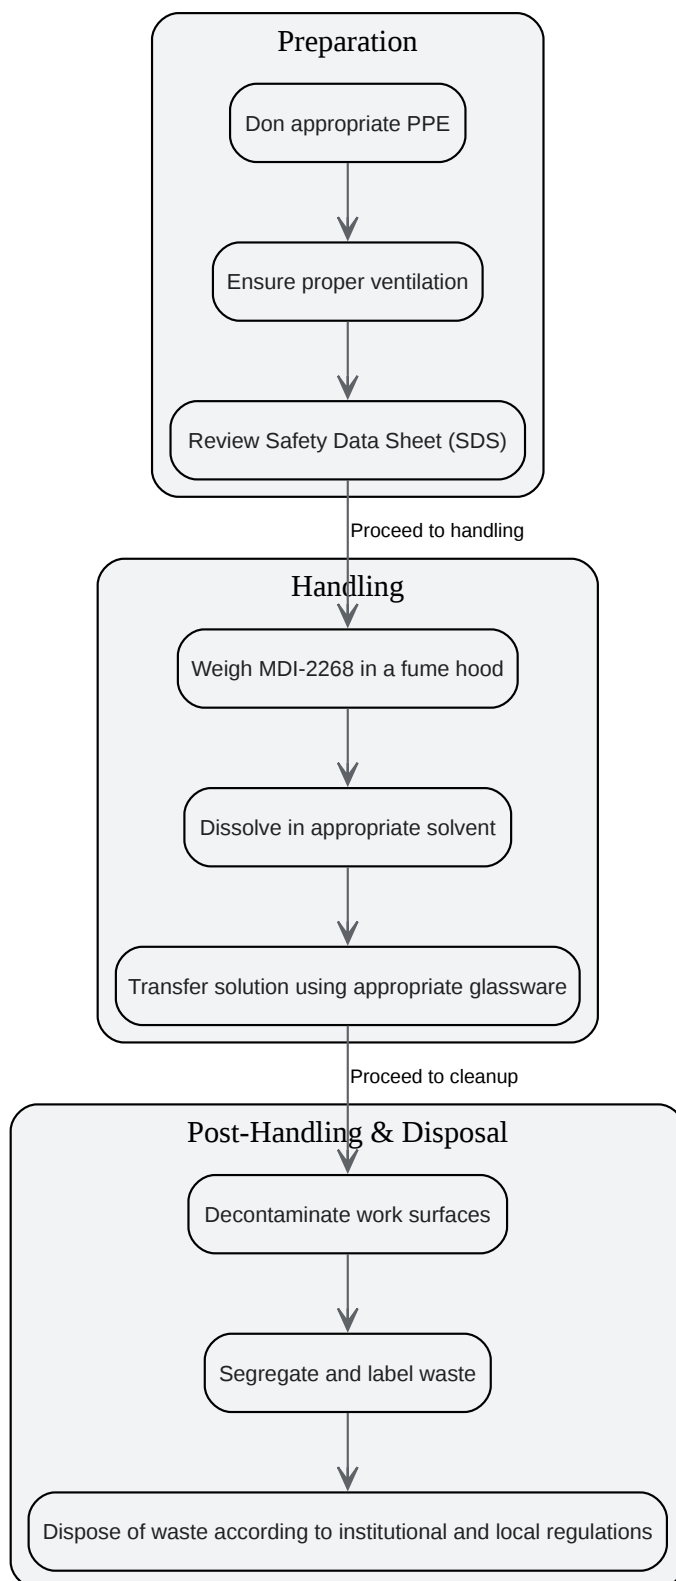 Preparation
Don appropriate PPE
Ensure proper ventilation
Review Safety Data Sheet (SDS)
Proceed to handling
Handling
Weigh MDI-2268 in a fume hood
Dissolve in appropriate solvent
Transfer solution using appropriate glassware
Proceed to cleanup
Post-Handling & Disposal
Decontaminate work surfaces
Segregate and label waste
Dispose of waste according to institutional and local regulations